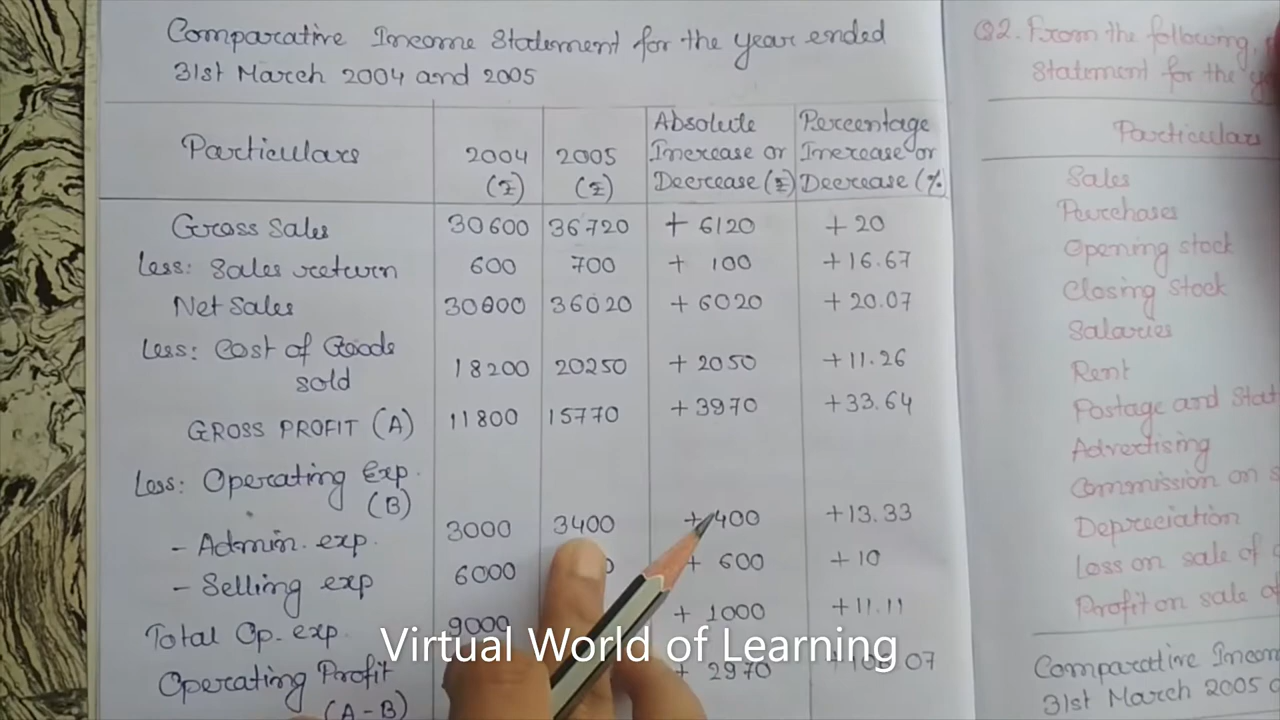 Comparative Income Statement for the year ended
31st March 2004 and 2005
Particulars 2004 (₹) 2005 (₹) Absolute Increase or Decrease (₹) Percentage Increase or Decrease (%
Gross Sales 30600 36720 + 6120 + 20
Less: Sales return 600 700 + 100 +16.67
Net Sales 30000 36020 + 6020 + 20.07
Less: Cost of Goods sold 18200 20250 + 2050 +11.26
GROSS PROFIT (A) 11800 15770 + 3970 +33.64
Less: Operating Exp. (B)
- Admin. exp. 3000 3400 + 400 +13.33
- Selling exp 6000 + 600 +10
Total Op. exp. 9000 + 1000 +11.11
Operating Profit (A-B) + 2970 07
Q2. From the following,
Statement for the
Particulars
Sales
Purchases
Opening stock
Closing Stock
Salaries
Rent
Postage and
Advertising
Commission on
Depreciation
Loss on sale of
Profit on sale of
Comparative
31st March 2005
Virtual World of Learning